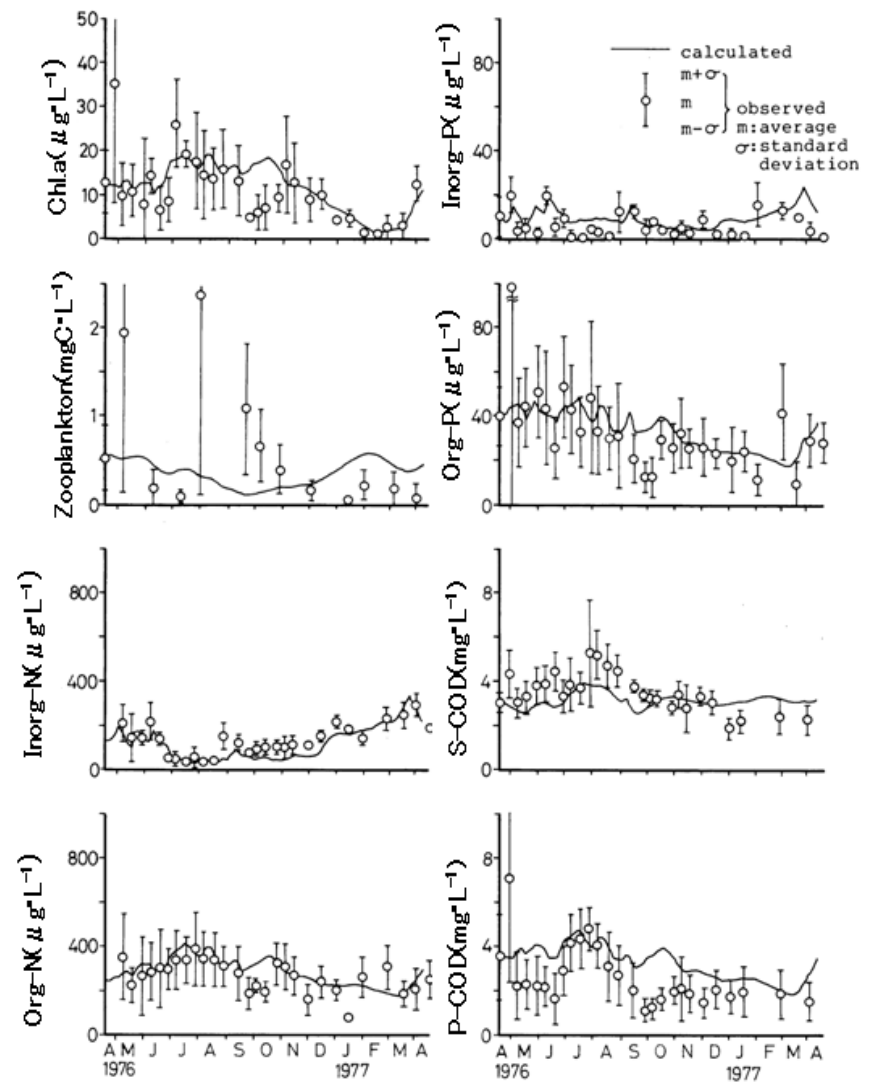 Chl.a(μg•L⁻¹)
50
40
30
20
10
0
Inorg-P(μg•L⁻¹)
80
40
0
calculated
m+σ
m
m-σ
observed
m:average
σ:standard
deviation
Zooplankton(mgC•L⁻¹)
2
1
0
Org-P(μg•L⁻¹)
80
40
0
Inorg-N(μg•L⁻¹)
800
400
0
S-COD(mg•L⁻¹)
8
4
0
Org-N(μg•L⁻¹)
800
400
0
A M J J A S O N D J F M A
1976 1977
P-COD(mg•L⁻¹)
8
4
0
A M J J A S O N D J F M A
1976 1977